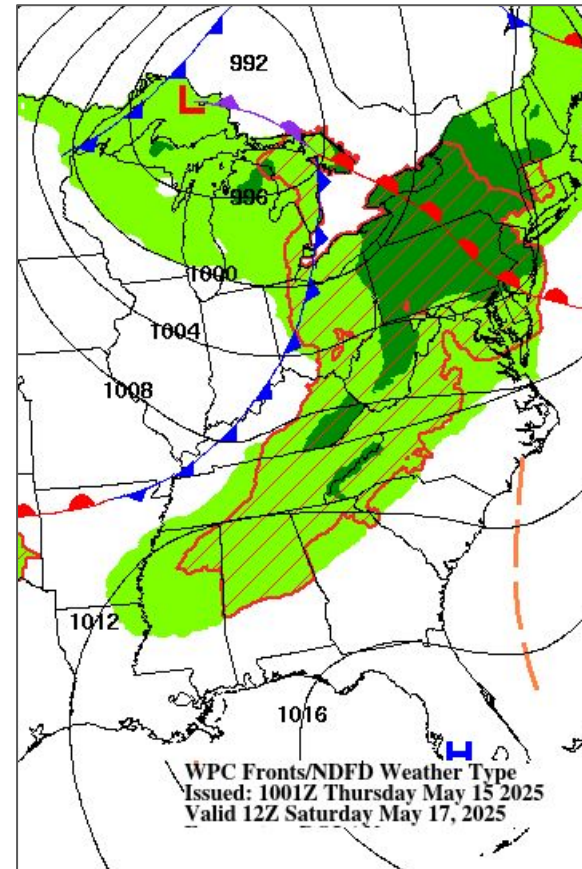 992
L
996
1000
1004
1008
1012
1016
H
WPC Fronts/NDFD Weather Type
Issued: 1001Z Thursday May 15 2025
Valid 12Z Saturday May 17, 2025